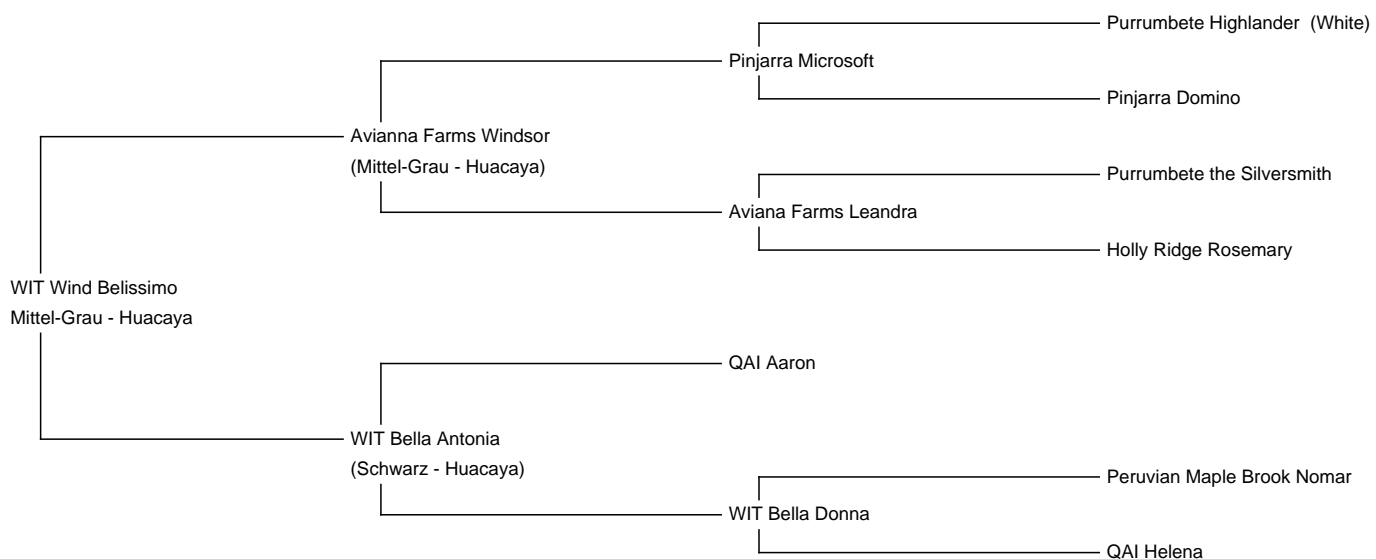 Purrumbete Highlander  (White)
Pinjarra Microsoft
Pinjarra Domino
Avianna Farms Windsor
(Mittel-Grau - Huacaya)
Purrumbete the Silversmith
Aviana Farms Leandra
Holly Ridge Rosemary
WIT Wind Belissimo
Mittel-Grau - Huacaya
QAI Aaron
WIT Bella Antonia
(Schwarz - Huacaya)
Peruvian Maple Brook Nomar
WIT Bella Donna
QAI Helena